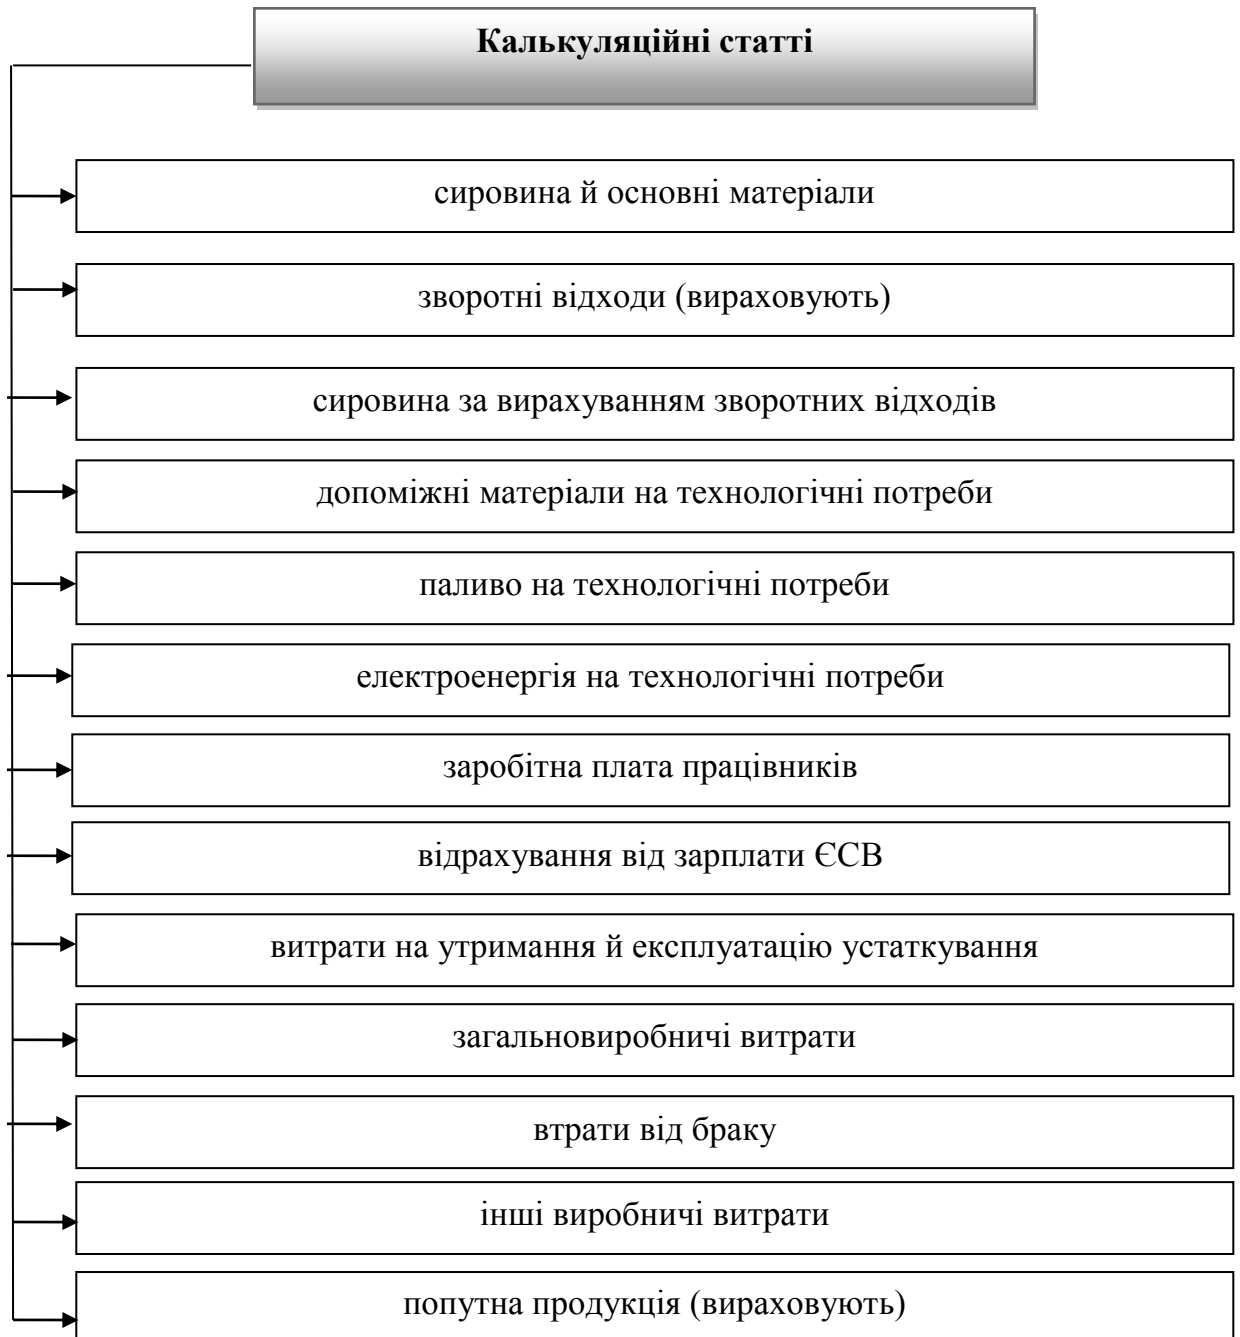 Калькуляційні статті
сировина й основні матеріали
зворотні відходи (вираховують)
сировина за вирахуванням зворотних відходів
допоміжні матеріали на технологічні потреби
паливо на технологічні потреби
електроенергія на технологічні потреби
заробітна плата працівників
відрахування від зарплати ЄСВ
витрати на утримання й експлуатацію устаткування
загальновиробничі витрати
втрати від браку
інші виробничі витрати
попутна продукція (вираховують)